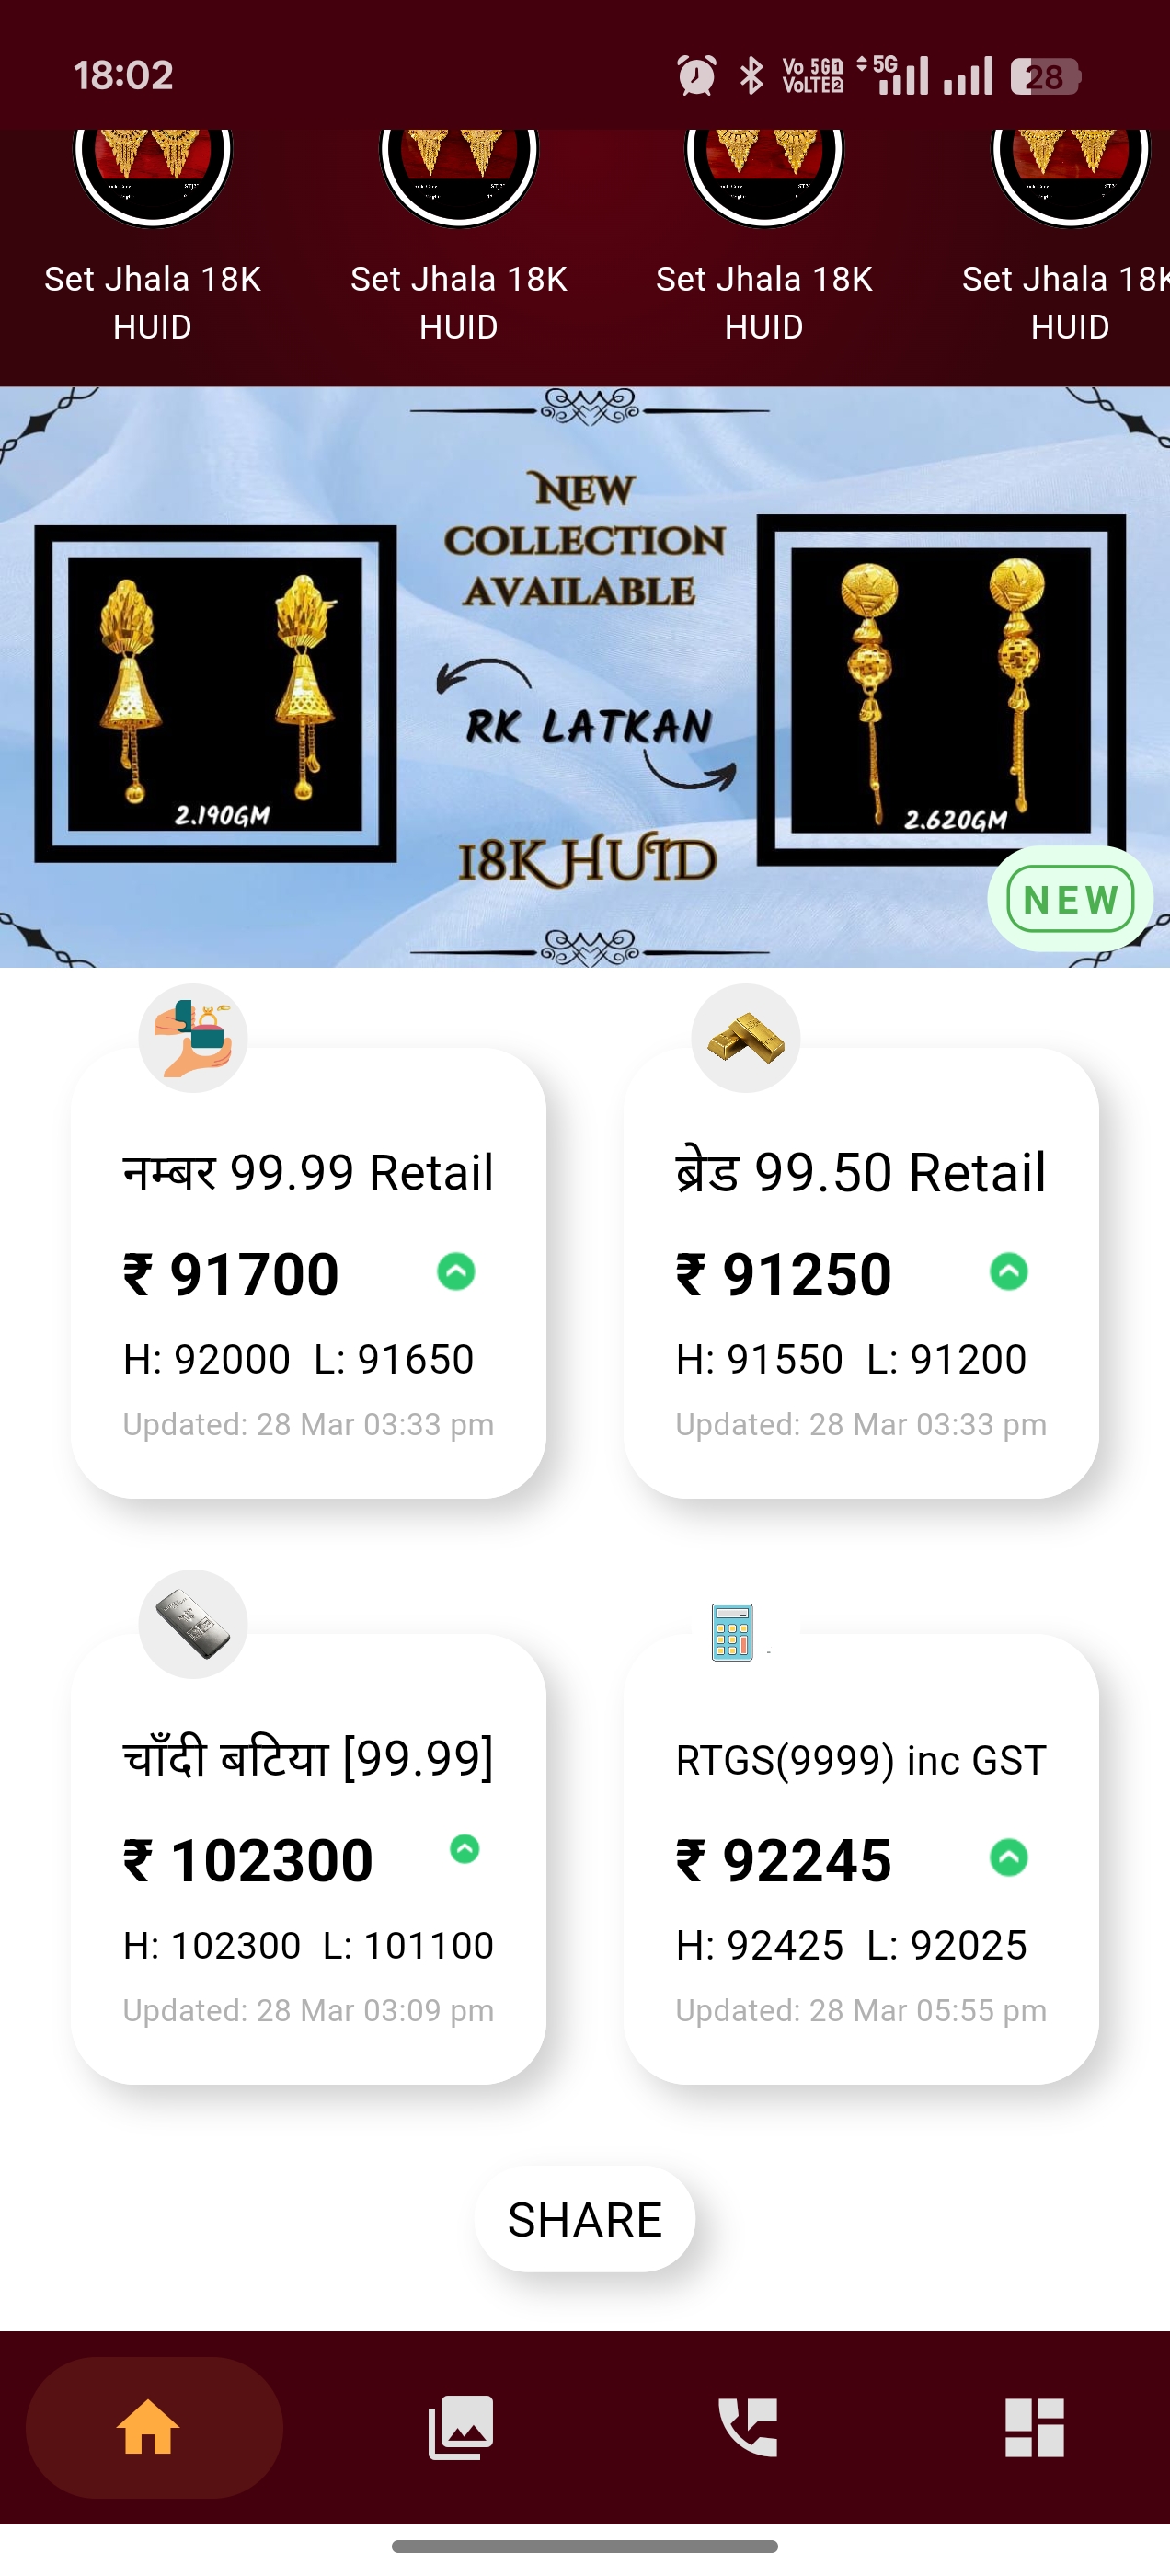 18:02
Vo 5G 1
VoLTE 2
5G
28
Set Jhala 18K
HUID
Set Jhala 18K
HUID
Set Jhala 18K
HUID
Set Jhala 18K
HUID
NEW
COLLECTION
AVAILABLE
RK LATKAN
2.190GM
2.620GM
18K HUID
NEW
नम्बर 99.99 Retail
₹ 91700
H: 92000 L: 91650
Updated: 28 Mar 03:33 pm
ब्रेड 99.50 Retail
₹ 91250
H: 91550 L: 91200
Updated: 28 Mar 03:33 pm
चाँदी बटिया [99.99]
₹ 102300
H: 102300 L: 101100
Updated: 28 Mar 03:09 pm
RTGS(9999) inc GST
₹ 92245
H: 92425 L: 92025
Updated: 28 Mar 05:55 pm
SHARE